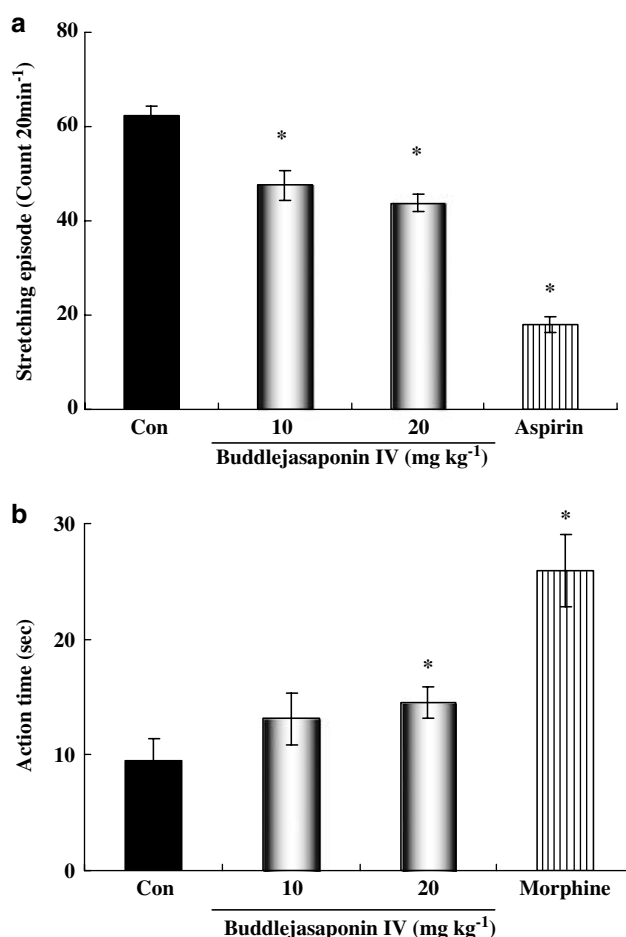 a
80
60
40
20
0
Stretching episode (Count 20min⁻¹)
*
*
*
Con
10
20
Aspirin
Buddlejasaponin IV (mg kg⁻¹)
b
30
20
10
0
Action time (sec)
*
*
Con
10
20
Morphine
Buddlejasaponin IV (mg kg⁻¹)